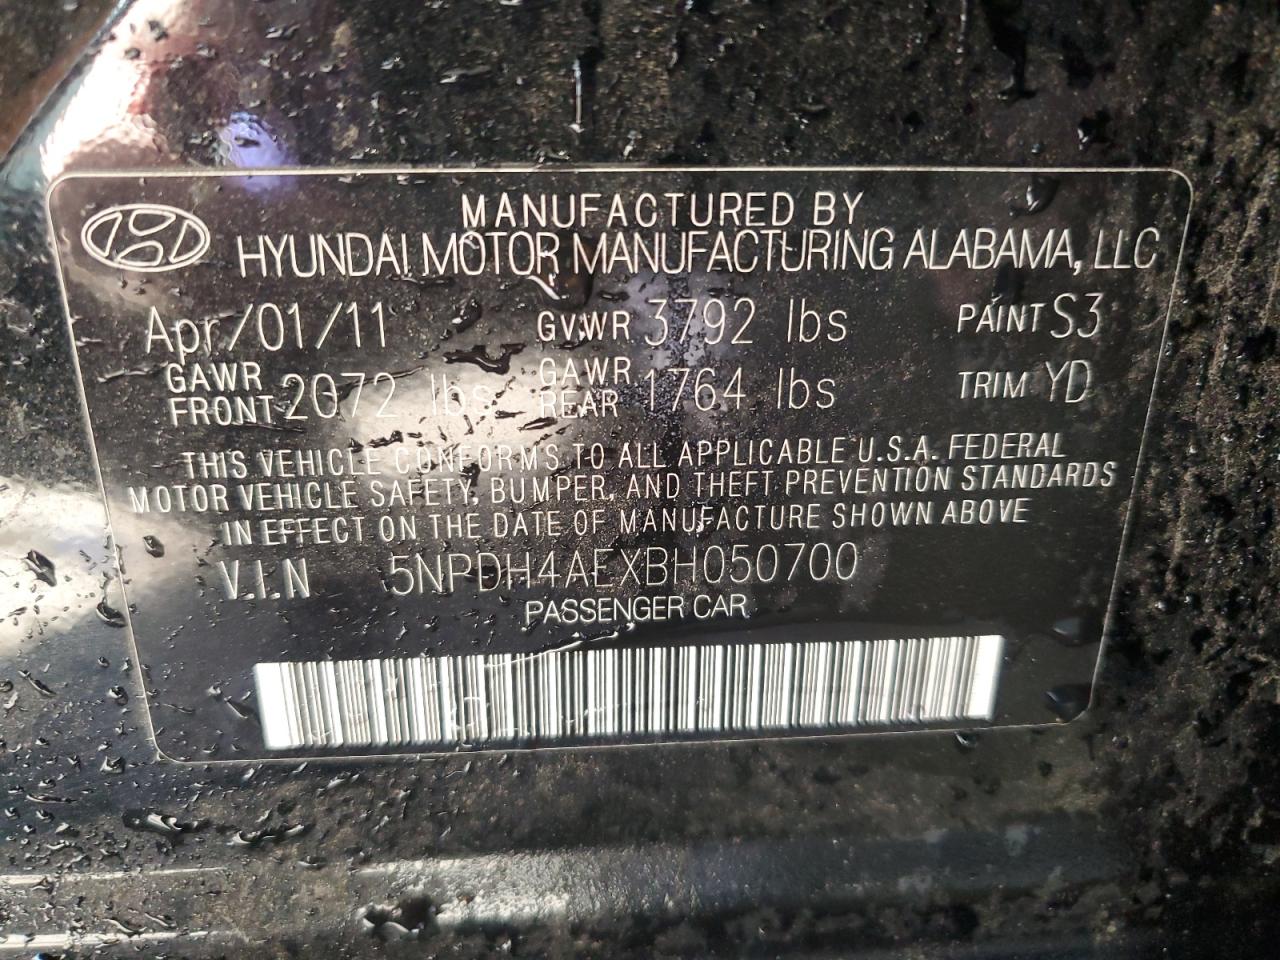 MANUFACTURED BY
HYUNDAI MOTOR MANUFACTURING ALABAMA, LLC
Apr/01/11 GVWR 3792 lbs PAINT S3
GAWR FRONT 2072 lbs GAWR REAR 1764 lbs TRIM YD
THIS VEHICLE CONFORMS TO ALL APPLICABLE U.S.A. FEDERAL
MOTOR VEHICLE SAFETY, BUMPER, AND THEFT PREVENTION STANDARDS
IN EFFECT ON THE DATE OF MANUFACTURE SHOWN ABOVE
V.I.N 5NPDH4AEXBH050700
PASSENGER CAR